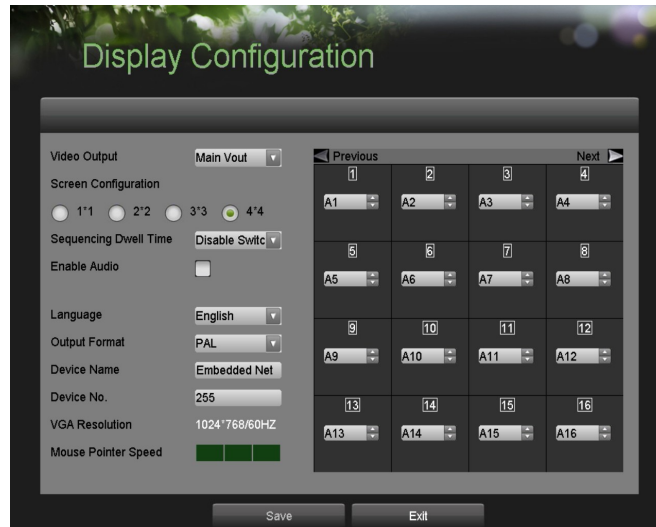 Display Configuration
Video Output
Main Vout
Screen Configuration
1*1 2*2 3*3 4*4
Sequencing Dwell Time
Disable Switc
Enable Audio
Language
English
Output Format
PAL
Device Name
Embedded Net
Device No.
255
VGA Resolution
1024*768/60HZ
Mouse Pointer Speed
Previous Next
1 2 3 4
A1 A2 A3 A4
5 6 7 8
A5 A6 A7 A8
9 10 11 12
A9 A10 A11 A12
13 14 15 16
A13 A14 A15 A16
Save Exit